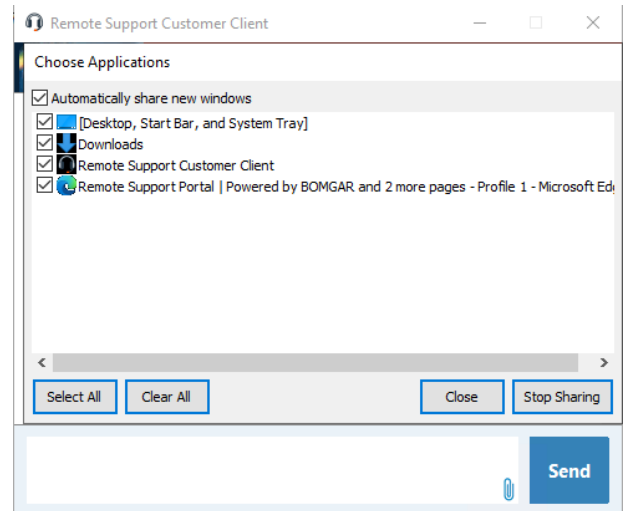 Remote Support Customer Client
Choose Applications
Automatically share new windows
[Desktop, Start Bar, and System Tray]
Downloads
Remote Support Customer Client
Remote Support Portal | Powered by BOMGAR and 2 more pages - Profile 1 - Microsoft Ed
Select All
Clear All
Close
Stop Sharing
Send